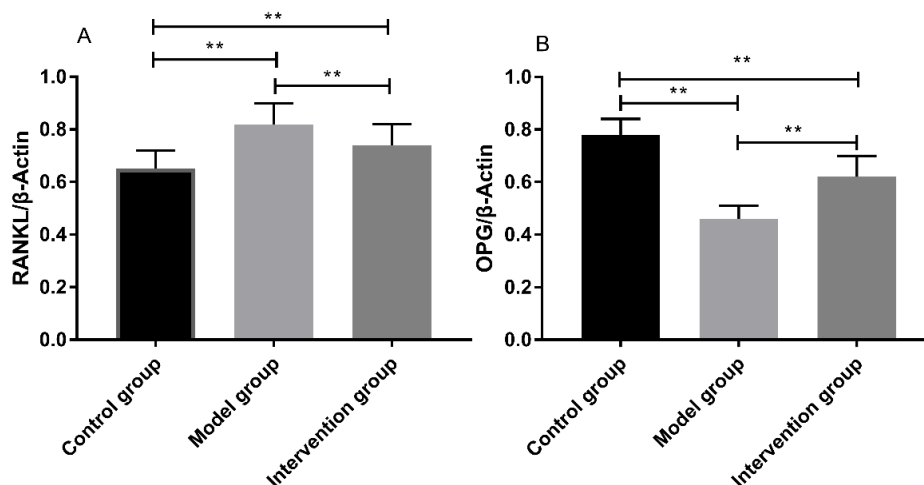 A
**
**
**
RANKL/β-Actin
1.0
0.8
0.6
0.4
0.2
0.0
Control group
Model group
Intervention group
B
**
**
**
OPG/β-Actin
1.0
0.8
0.6
0.4
0.2
0.0
Control group
Model group
Intervention group